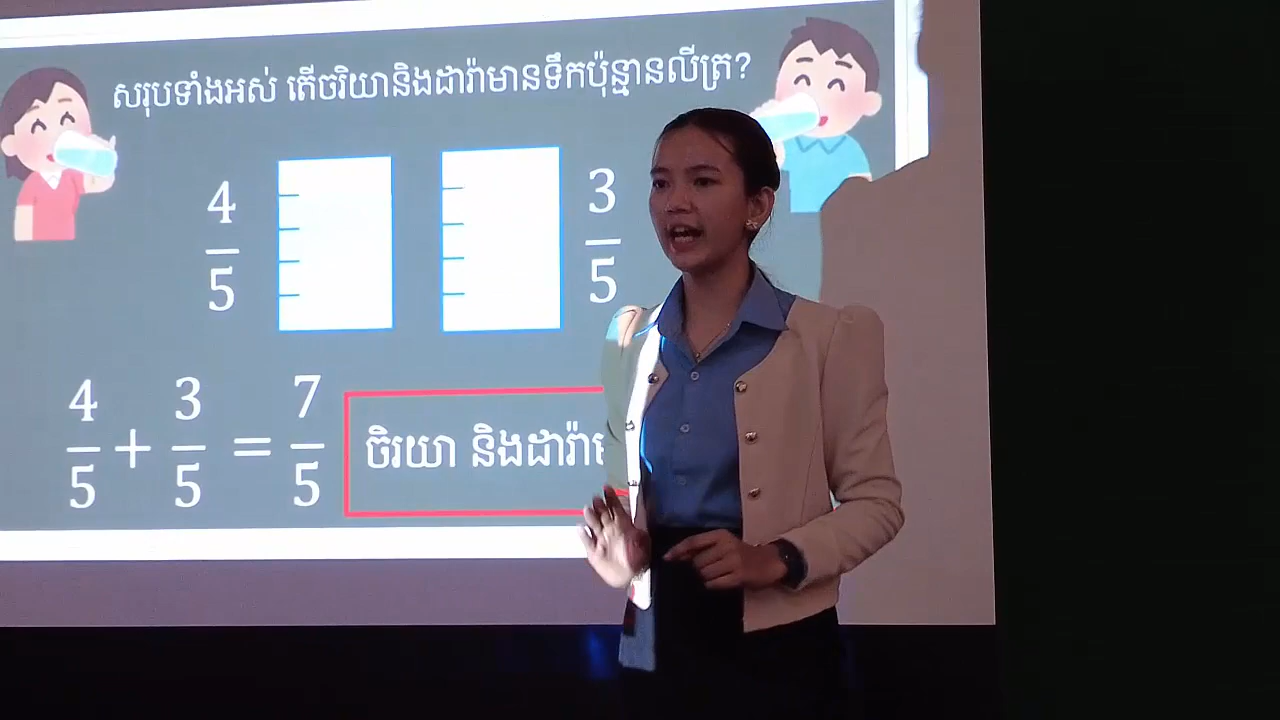 សរុបទាំងអស់ តើចរិយានិងដារ៉ាមានទឹកប៉ុន្មានលីត្រ?
4/5
3/5
4/5 + 3/5 = 7/5
ចិរយា និងដារ៉ា